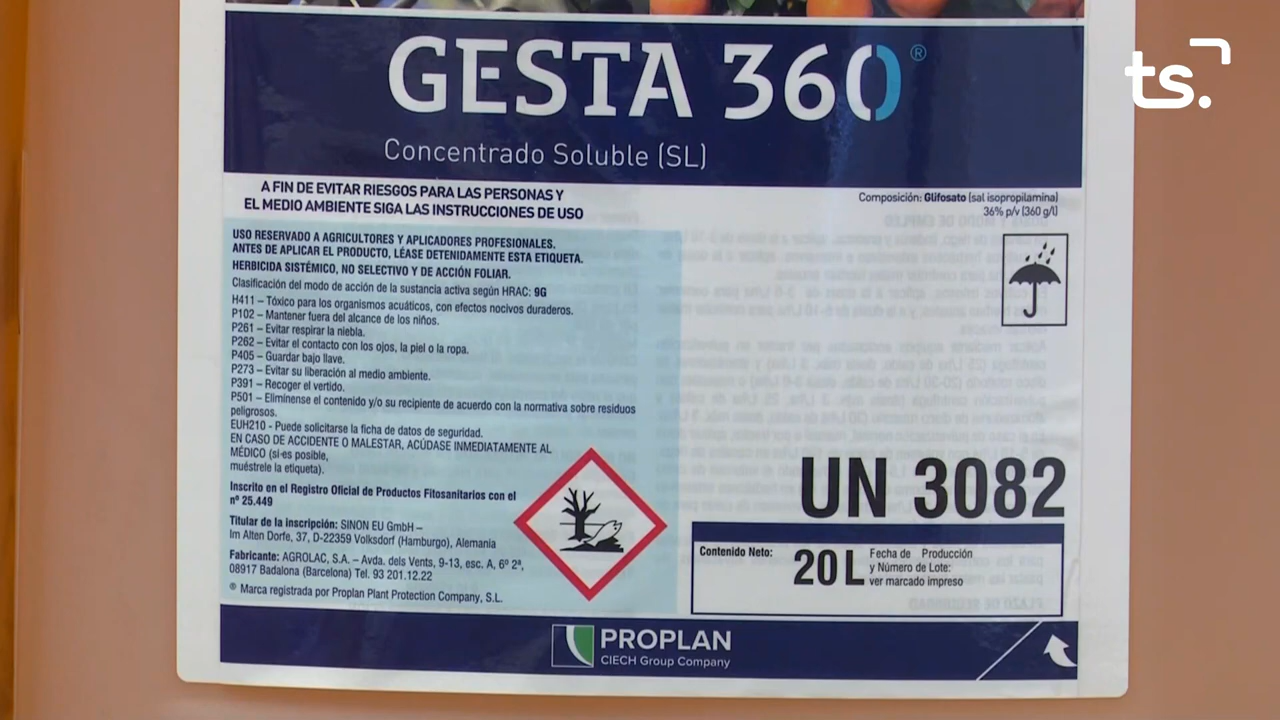 GESTA 360®
ts.
Concentrado Soluble (SL)
A FIN DE EVITAR RIESGOS PARA LAS PERSONAS Y
EL MEDIO AMBIENTE SIGA LAS INSTRUCCIONES DE USO
Composición: Glifosato (sal isopropilamina)
36% p/v (360 g/l)
USO RESERVADO A AGRICULTORES Y APLICADORES PROFESIONALES.
ANTES DE APLICAR EL PRODUCTO, LÉASE DETENIDAMENTE ESTA ETIQUETA.
HERBICIDA SISTÉMICO, NO SELECTIVO Y DE ACCIÓN FOLIAR.
Clasificación del modo de acción de la sustancia activa según HRAC: 9G
H411 – Tóxico para los organismos acuáticos, con efectos nocivos duraderos.
P102 – Mantener fuera del alcance de los niños.
P261 – Evitar respirar la niebla.
P262 – Evitar el contacto con los ojos, la piel o la ropa.
P405 – Guardar bajo llave.
P273 – Evitar su liberación al medio ambiente.
P391 – Recoger el vertido.
P501 – Elimínese el contenido y/o su recipiente de acuerdo con la normativa sobre residuos
peligrosos.
EUH210 - Puede solicitarse la ficha de datos de seguridad.
EN CASO DE ACCIDENTE O MALESTAR, ACÚDASE INMEDIATAMENTE AL
MÉDICO (si es posible,
muéstrele la etiqueta).
Inscrito en el Registro Oficial de Productos Fitosanitarios con el
nº 25.449
Titular de la inscripción: SINON EU GmbH –
Im Alten Dorfe, 37, D-22359 Volksdorf (Hamburgo), Alemania
Fabricante: AGROLAC, S.A. – Avda. dels Vents, 9-13, esc. A, 6º 2ª,
08917 Badalona (Barcelona) Tel. 93 201.12.22
® Marca registrada por Proplan Plant Protection Company, S.L.
UN 3082
Contenido Neto: 20 L
Fecha de Producción
y Número de Lote:
ver marcado impreso
PROPLAN
CIECH Group Company